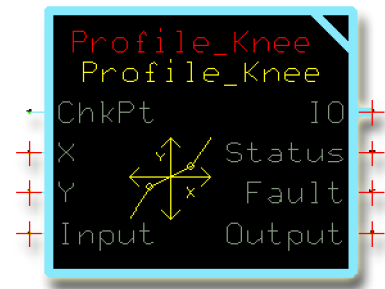 Profile_Knee
Profile_Knee
ChkPt IO
X Y Status
Y X Fault
Input Output